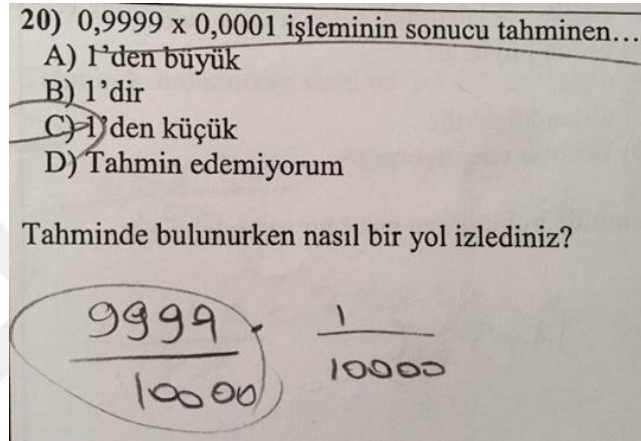 20) 0,9999 x 0,0001 işleminin sonucu tahminen...
A) 1'den büyük
B) 1'dir
C) 1'den küçük
D) Tahmin edemiyorum
Tahminde bulunurken nasıl bir yol izlediniz?
9999 . 1
10000 10000